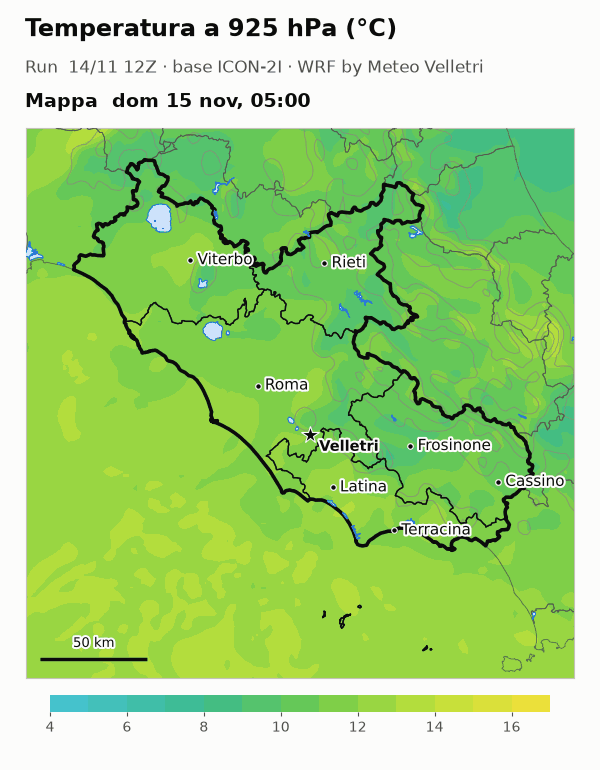 Temperatura a 925 hPa (°C)
Run  14/11 12Z · base ICON-2I · WRF by Meteo Velletri
Mappa  dom 15 nov, 05:00
Viterbo
Rieti
Roma
Velletri
Frosinone
Latina
Cassino
Terracina
50 km
4 6 8 10 12 14 16